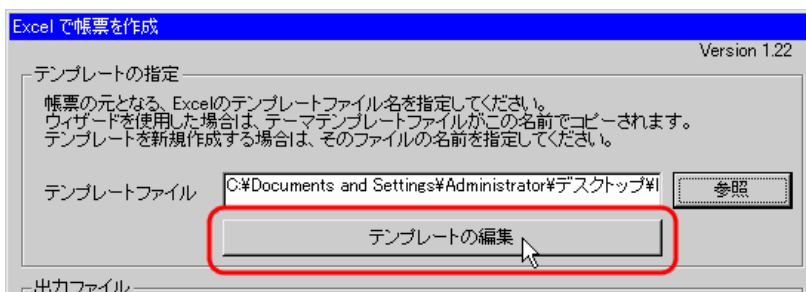 Excel で帳票を作成
Version 1.22
テンプレートの指定
帳票の元となる、Excelのテンプレートファイル名を指定してください。
ウィザードを使用した場合は、テーマテンプレートファイルがこの名前でコピーされます。
テンプレートを新規作成する場合は、そのファイルの名前を指定してください。
テンプレートファイル C:¥Documents and Settings¥Administrator¥デスクトップ¥I 参照
テンプレートの編集
出力ファイル